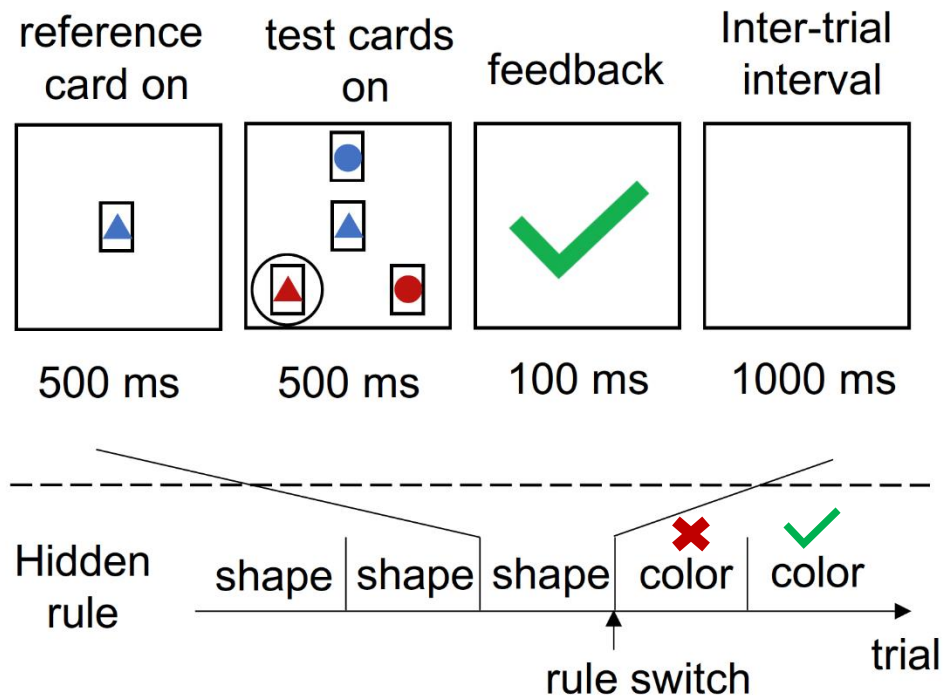 reference
card on
test cards
on
feedback
Inter-trial
interval
500 ms
500 ms
100 ms
1000 ms
Hidden
rule
shape
shape
shape
color
color
trial
rule switch